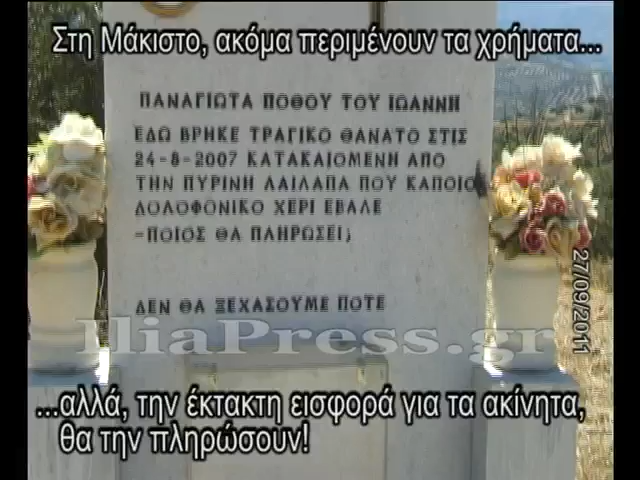 Στη Μάκιστο, ακόμα περιμένουν τα χρήματα...
ΠΑΝΑΓΙΩΤΑ ΠΟΘΟΥ ΤΟΥ ΙΩΑΝΝΗ
ΕΔΩ ΒΡΗΚΕ ΤΡΑΓΙΚΟ ΘΑΝΑΤΟ ΣΤΙΣ
24-8-2007 ΚΑΤΑΚΑΙΟΜΕΝΗ ΑΠΟ
ΤΗΝ ΠΥΡΙΝΗ ΛΑΙΛΑΠΑ ΠΟΥ ΚΑΠΟΙΟ
ΔΟΛΟΦΟΝΙΚΟ ΧΕΡΙ ΕΒΑΛΕ
-ΠΟΙΟΣ ΘΑ ΠΛΗΡΩΣΕΙ;
ΔΕΝ ΘΑ ΞΕΧΑΣΟΥΜΕ ΠΟΤΕ
IliaPress.gr
27/09/2011
...αλλά, την έκτακτη εισφορά για τα ακίνητα,
θα την πληρώσουν!